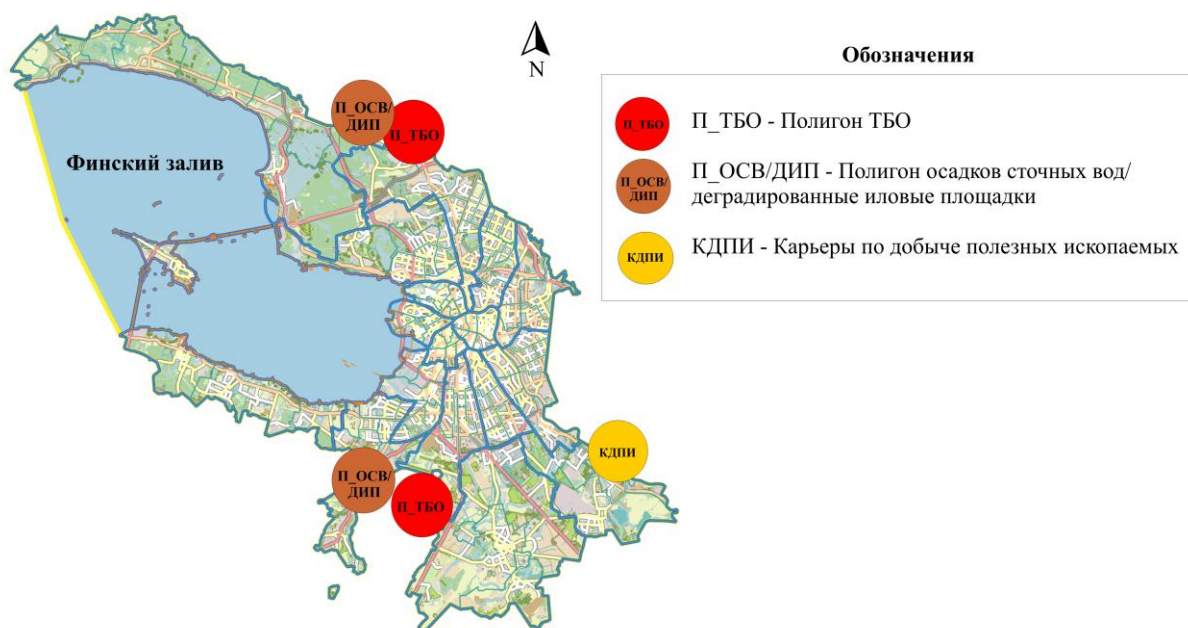 Финский залив
П_ОСВ/
ДИП
П_ТБО
N
П_ОСВ/
ДИП
П_ТБО
КДПИ
Обозначения
П_ТБО
П_ТБО - Полигон ТБО
П_ОСВ/
ДИП
П_ОСВ/ДИП - Полигон осадков сточных вод/
деградированные иловые площадки
КДПИ
КДПИ - Карьеры по добыче полезных ископаемых